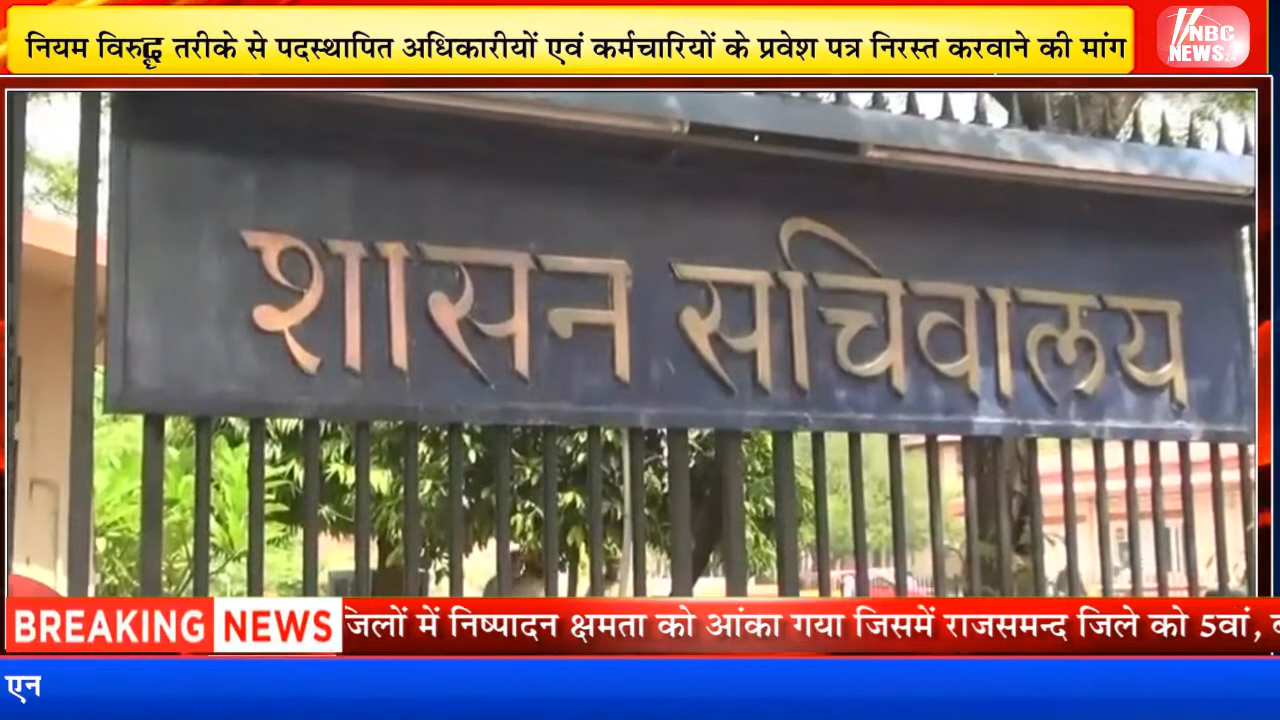 नियम विरुद्ध तरीके से पदस्थापित अधिकारीयों एवं कर्मचारियों के प्रवेश पत्र निरस्त करवाने की मांग
NBC
NEWS 24
शासन सचिवालय
BREAKING NEWS जिलों में निष्पादन क्षमता को आंका गया जिसमें राजसमन्द जिले को 5वां,
एन